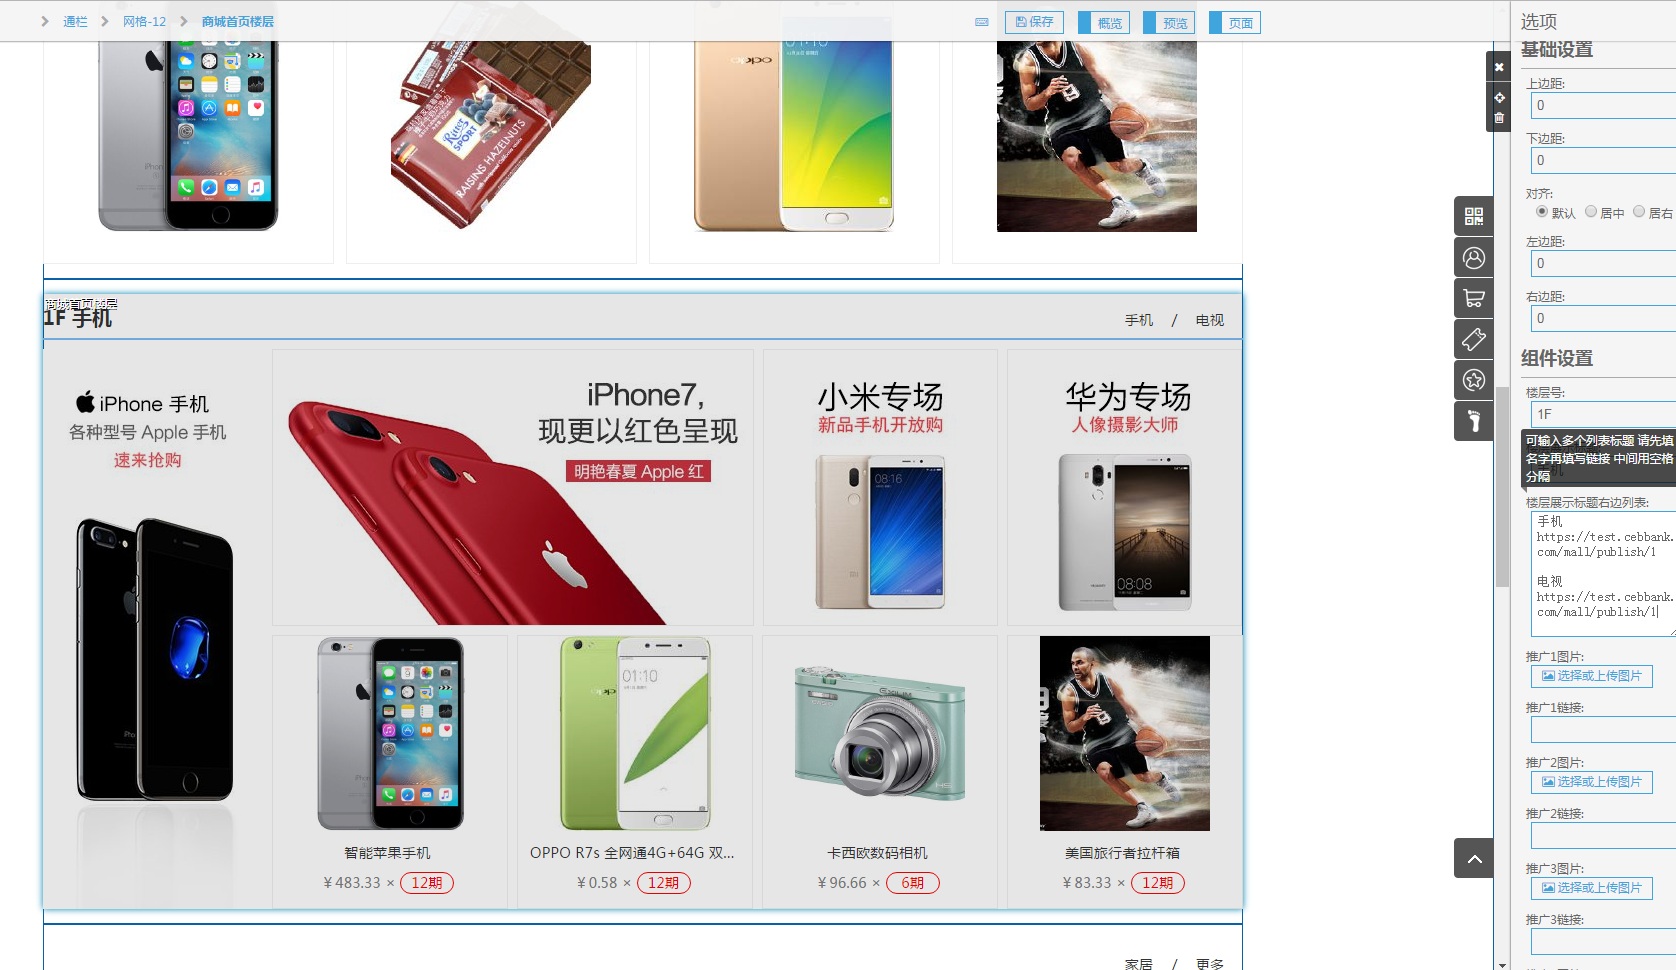 通栏
网格-12
商城首页楼层
保存
概览
预览
页面
选项
基础设置
上边距:
0
下边距:
0
对齐:
默认 居中 居右
左边距:
0
右边距:
0
组件设置
楼层号:
1F
可输入多个列表标题 请先填
名字再填写链接 中间用空格
分隔
楼层展示标题右边列表:
手机
https://test.cebbank.
com/mall/publish/1
电视
https://test.cebbank.
com/mall/publish/1
推广1图片:
选择或上传图片
推广1链接:
推广2图片:
选择或上传图片
推广2链接:
推广3图片:
选择或上传图片
推广3链接:
iPhone
Ritter
SPORT
RAISINS HAZELNUTS
oppo
商城首页楼层
1F 手机
手机 / 电视
iPhone 手机
各种型号 Apple 手机
速来抢购
iPhone7,
现更以红色呈现
明艳春夏 Apple 红
小米专场
新品手机开放购
08:16
华为专场
人像摄影大师
08:08
01:10
EXILIM
智能苹果手机
¥483.33 × 12期
OPPO R7s 全网通4G+64G 双...
¥0.58 × 12期
卡西欧数码相机
¥96.66 × 6期
美国旅行者拉杆箱
¥83.33 × 12期
家居 / 更多